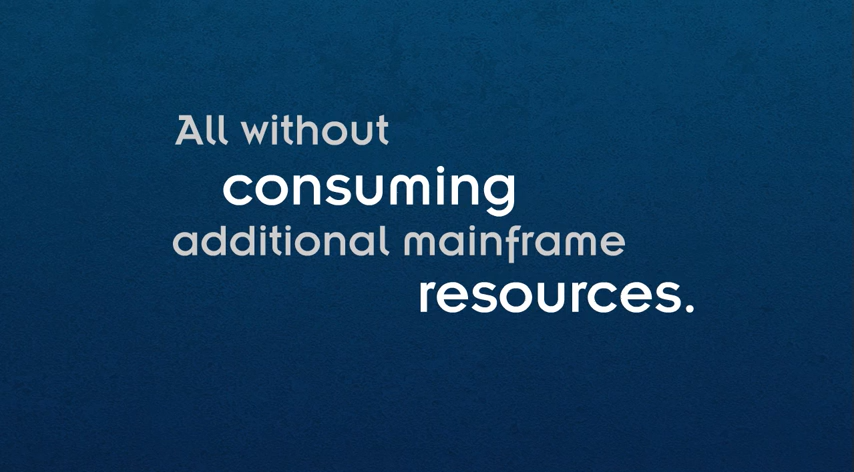 All without
consuming
additional mainframe
resources.